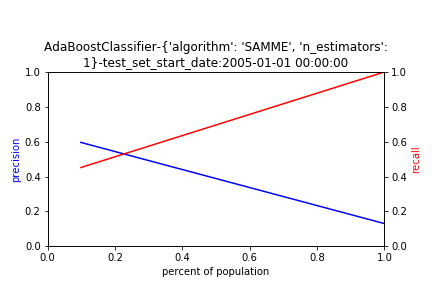 AdaBoostClassifier-{'algorithm': 'SAMME', 'n_estimators':
1}-test_set_start_date:2005-01-01 00:00:00
1.0 1.0
0.8 0.8
0.6 0.6
precision
recall
0.4 0.4
0.2 0.2
0.0 0.0
0.0 0.2 0.4 0.6 0.8 1.0
percent of population